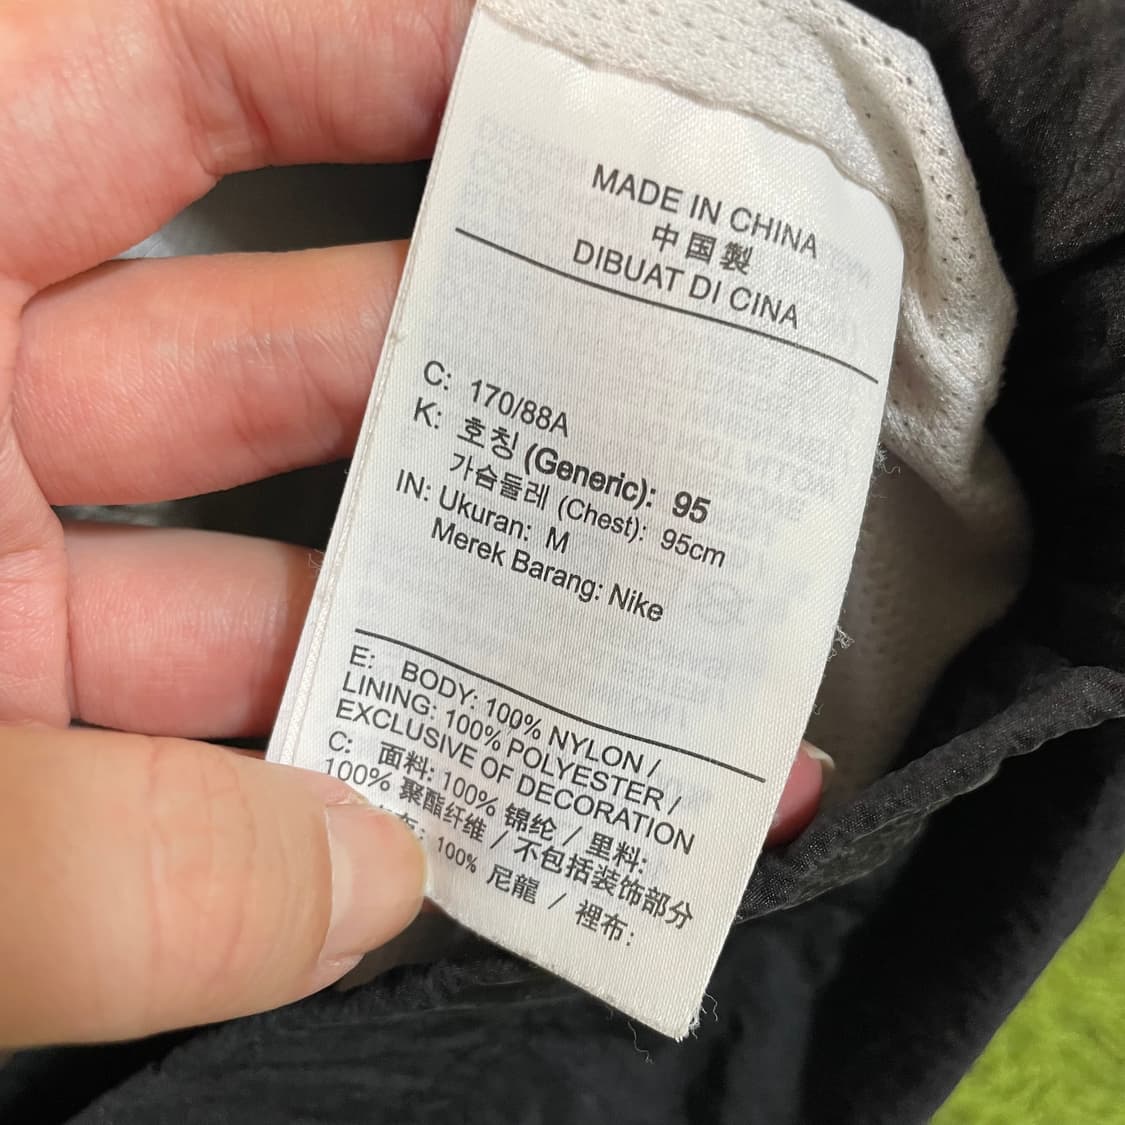 MADE IN CHINA
中国製
DIBUAT DI CINA
C: 170/88A
K: 호칭 (Generic): 95
가슴둘레 (Chest): 95cm
IN: Ukuran: M
Merek Barang: Nike
E: BODY: 100% NYLON /
LINING: 100% POLYESTER /
EXCLUSIVE OF DECORATION
C: 面料: 100% 锦纶 / 里料:
100% 聚酯纤维 / 不包括装饰部分
布: 100% 尼龍 / 裡布: